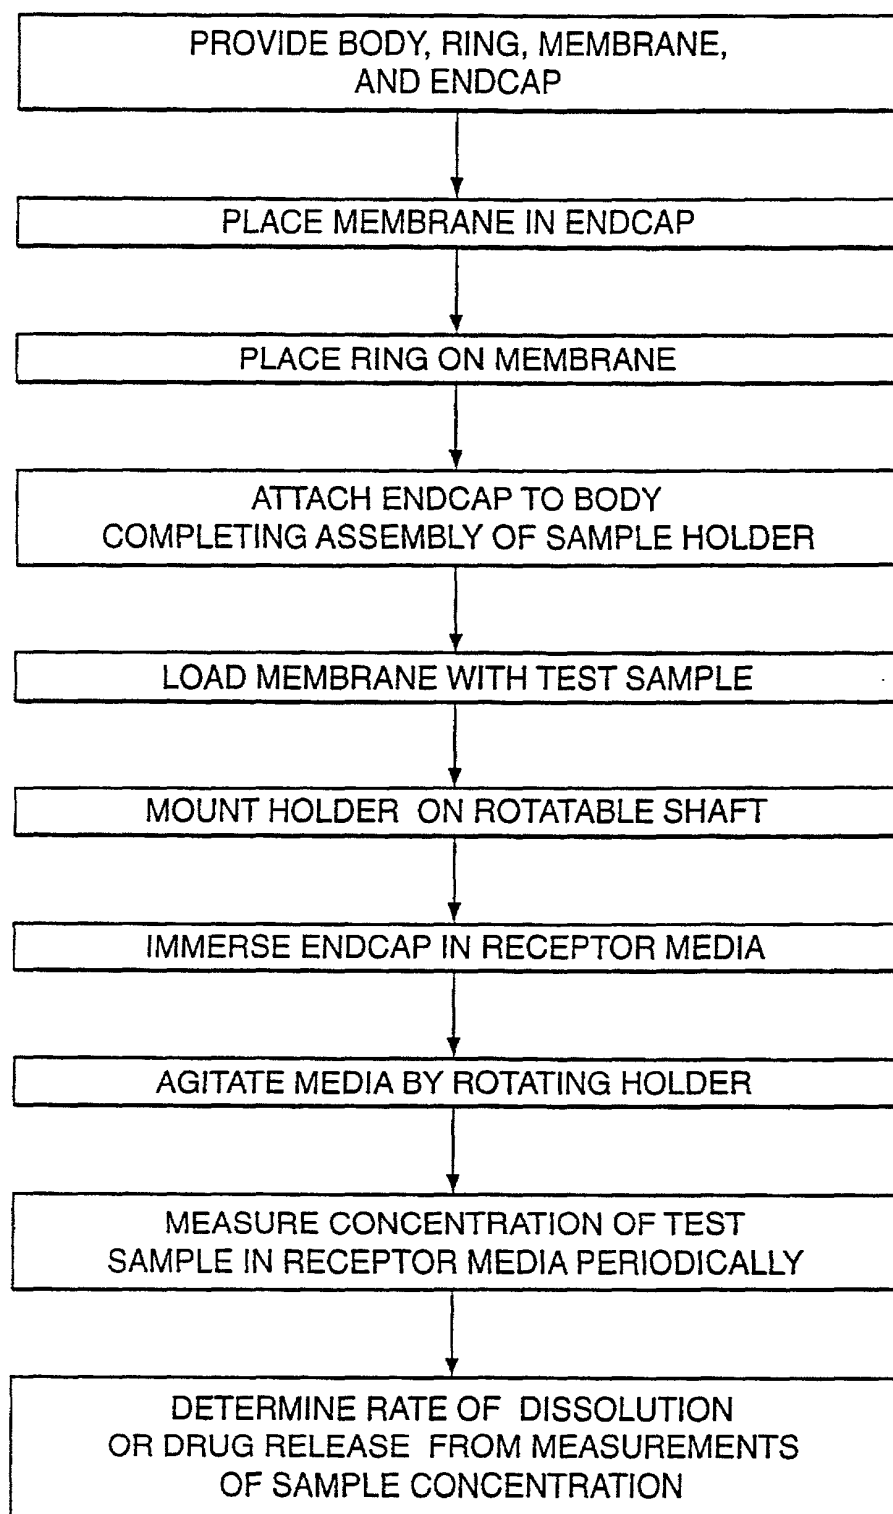 PROVIDE BODY, RING, MEMBRANE,
AND ENDCAP
PLACE MEMBRANE IN ENDCAP
PLACE RING ON MEMBRANE
ATTACH ENDCAP TO BODY
COMPLETING ASSEMBLY OF SAMPLE HOLDER
LOAD MEMBRANE WITH TEST SAMPLE
MOUNT HOLDER ON ROTATABLE SHAFT
IMMERSE ENDCAP IN RECEPTOR MEDIA
AGITATE MEDIA BY ROTATING HOLDER
MEASURE CONCENTRATION OF TEST
SAMPLE IN RECEPTOR MEDIA PERIODICALLY
DETERMINE RATE OF DISSOLUTION
OR DRUG RELEASE FROM MEASUREMENTS
OF SAMPLE CONCENTRATION